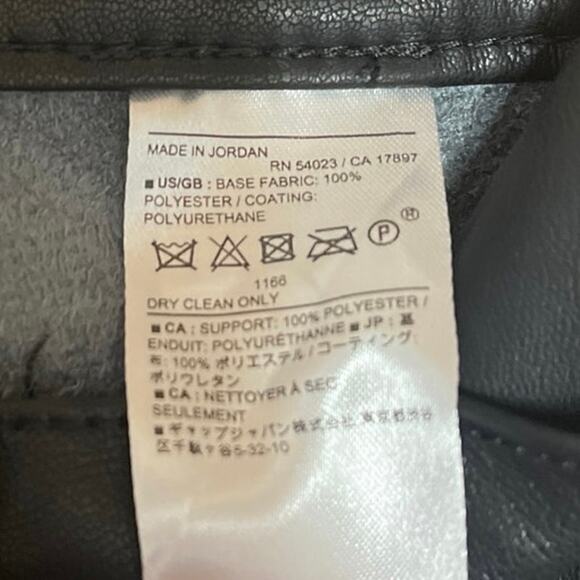 MADE IN JORDAN
RN 54023 / CA 17897
■ US/GB : BASE FABRIC: 100%
POLYESTER / COATING:
POLYURETHANE
P H
1166
DRY CLEAN ONLY
■ CA : SUPPORT: 100% POLYESTER /
ENDUIT: POLYURÉTHANNE ■ JP : 基
布: 100% ポリエステル / コーティング:
ポリウレタン
■ CA : NETTOYER À SEC
SEULEMENT
■ ギャップジャパン株式会社 東京都渋谷
区千駄ヶ谷5-32-10